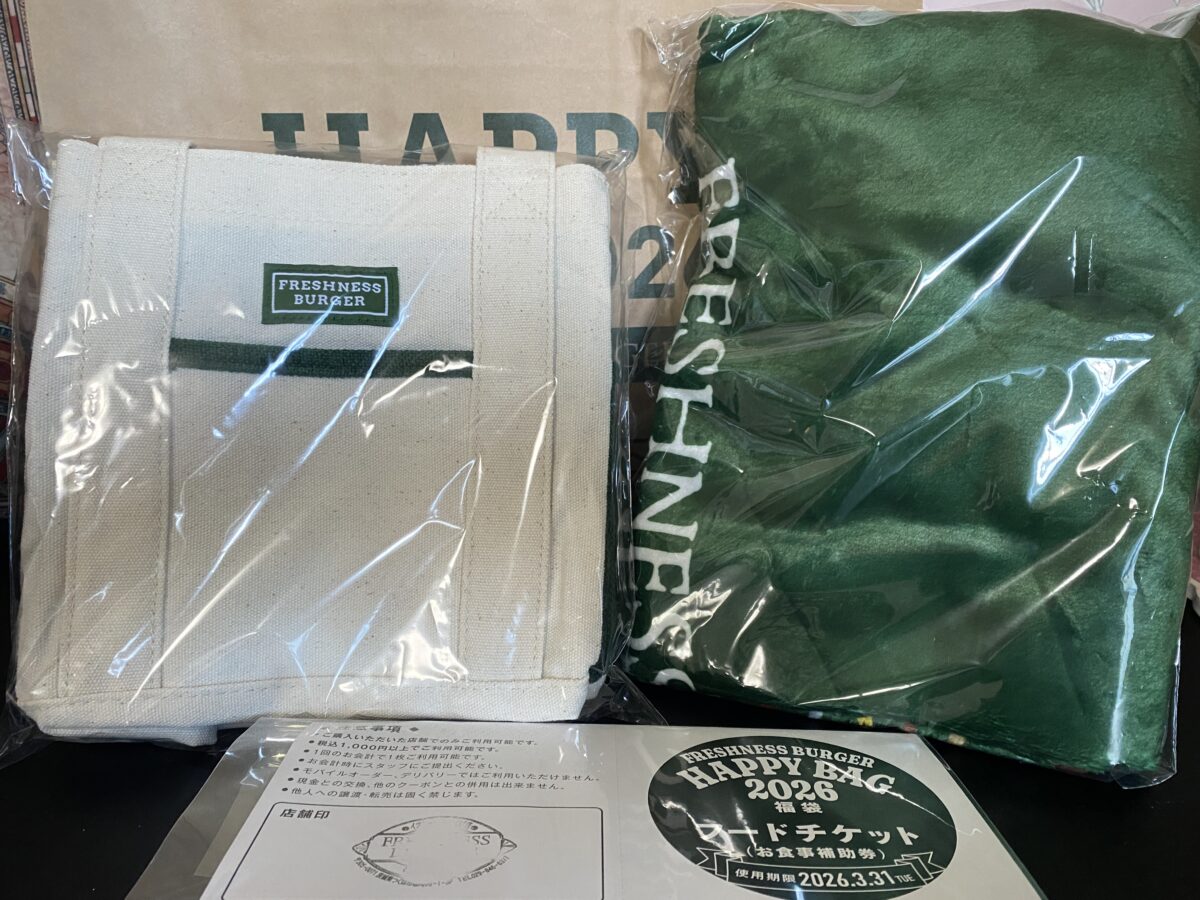 HAPPY
FRESHNESS
BURGER
FRESHNES
ご購入いただいた店舗でのみご利用可能です。
●税込1,000円以上でご利用可能です。
●1回のお会計で1枚ご利用可能です。
●お会計時にスタッフにご提出ください。
●モバイルオーダー、デリバリーではご利用いただけません。
●現金との交換、他のクーポンとの併用は出来ません。
●他人への譲渡・転売は固く禁じます。
店舗印
FRESHNESS BURGER
HAPPY BAG
2026
福袋
フードチケット
(お食事補助券)
使用期限 2026.3.31 TUE